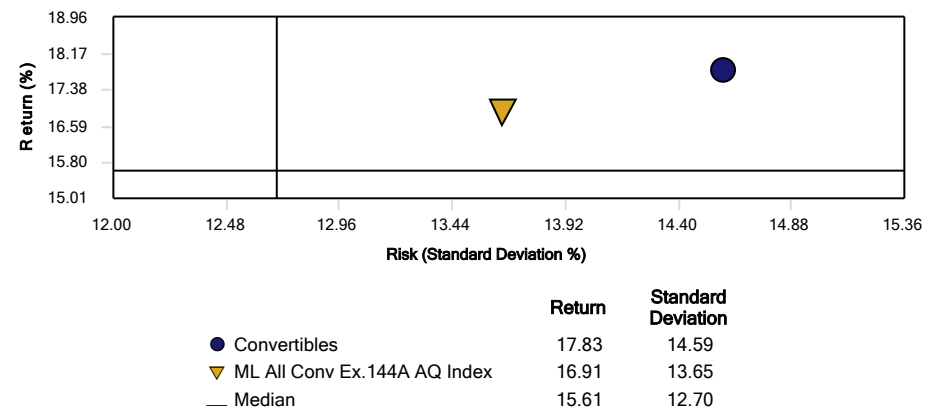 18.96
18.17
17.38
16.59
15.80
15.01
Return (%)
12.00 12.48 12.96 13.44 13.92 14.40 14.88 15.36
Risk (Standard Deviation %)
Return Standard
Deviation
Convertibles 17.83 14.59
ML All Conv Ex.144A AQ Index 16.91 13.65
Median 15.61 12.70